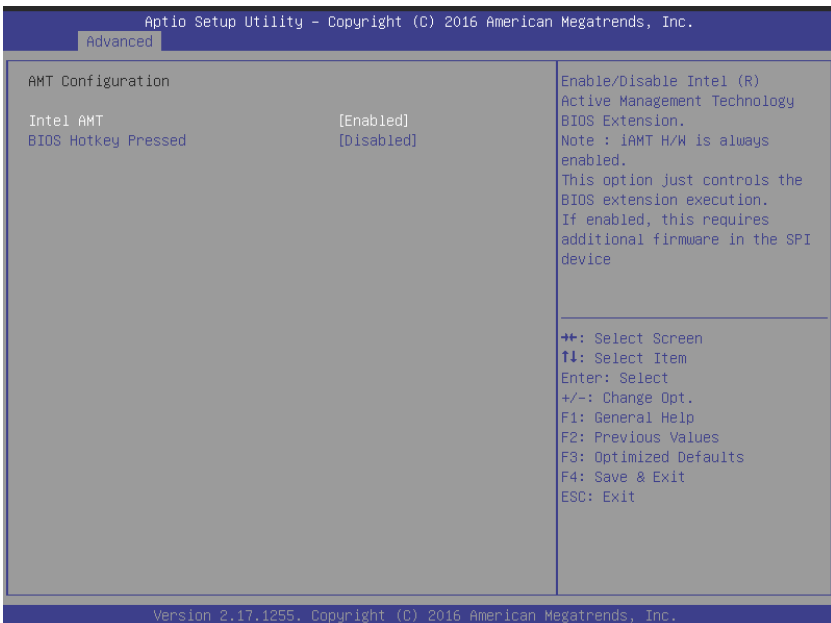 Aptio Setup Utility – Copyright (C) 2016 American Megatrends, Inc.
Advanced
AMT Configuration
Intel AMT [Enabled]
BIOS Hotkey Pressed [Disabled]
Enable/Disable Intel (R)
Active Management Technology
BIOS Extension.
Note : iAMT H/W is always
enabled.
This option just controls the
BIOS extension execution.
If enabled, this requires
additional firmware in the SPI
device
→←: Select Screen
↑↓: Select Item
Enter: Select
+/-: Change Opt.
F1: General Help
F2: Previous Values
F3: Optimized Defaults
F4: Save & Exit
ESC: Exit
Version 2.17.1255. Copyright (C) 2016 American Megatrends, Inc.